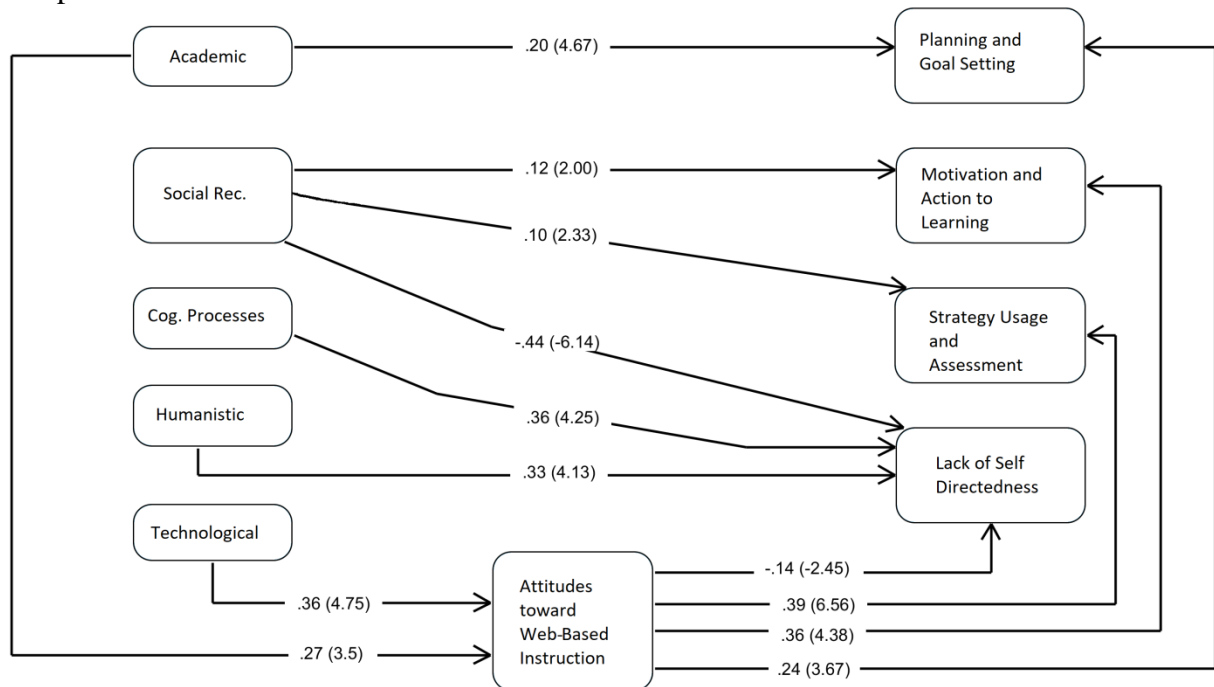 Academic
.20 (4.67)
Planning and
Goal Setting
Social Rec.
.12 (2.00)
Motivation and
Action to
Learning
.10 (2.33)
Cog. Processes
Strategy Usage
and
Assessment
-.44 (-6.14)
Humanistic
.36 (4.25)
Lack of Self
Directedness
.33 (4.13)
Technological
Attitudes
toward
Web-Based
Instruction
-.14 (-2.45)
.36 (4.75)
.39 (6.56)
.36 (4.38)
.27 (3.5)
.24 (3.67)